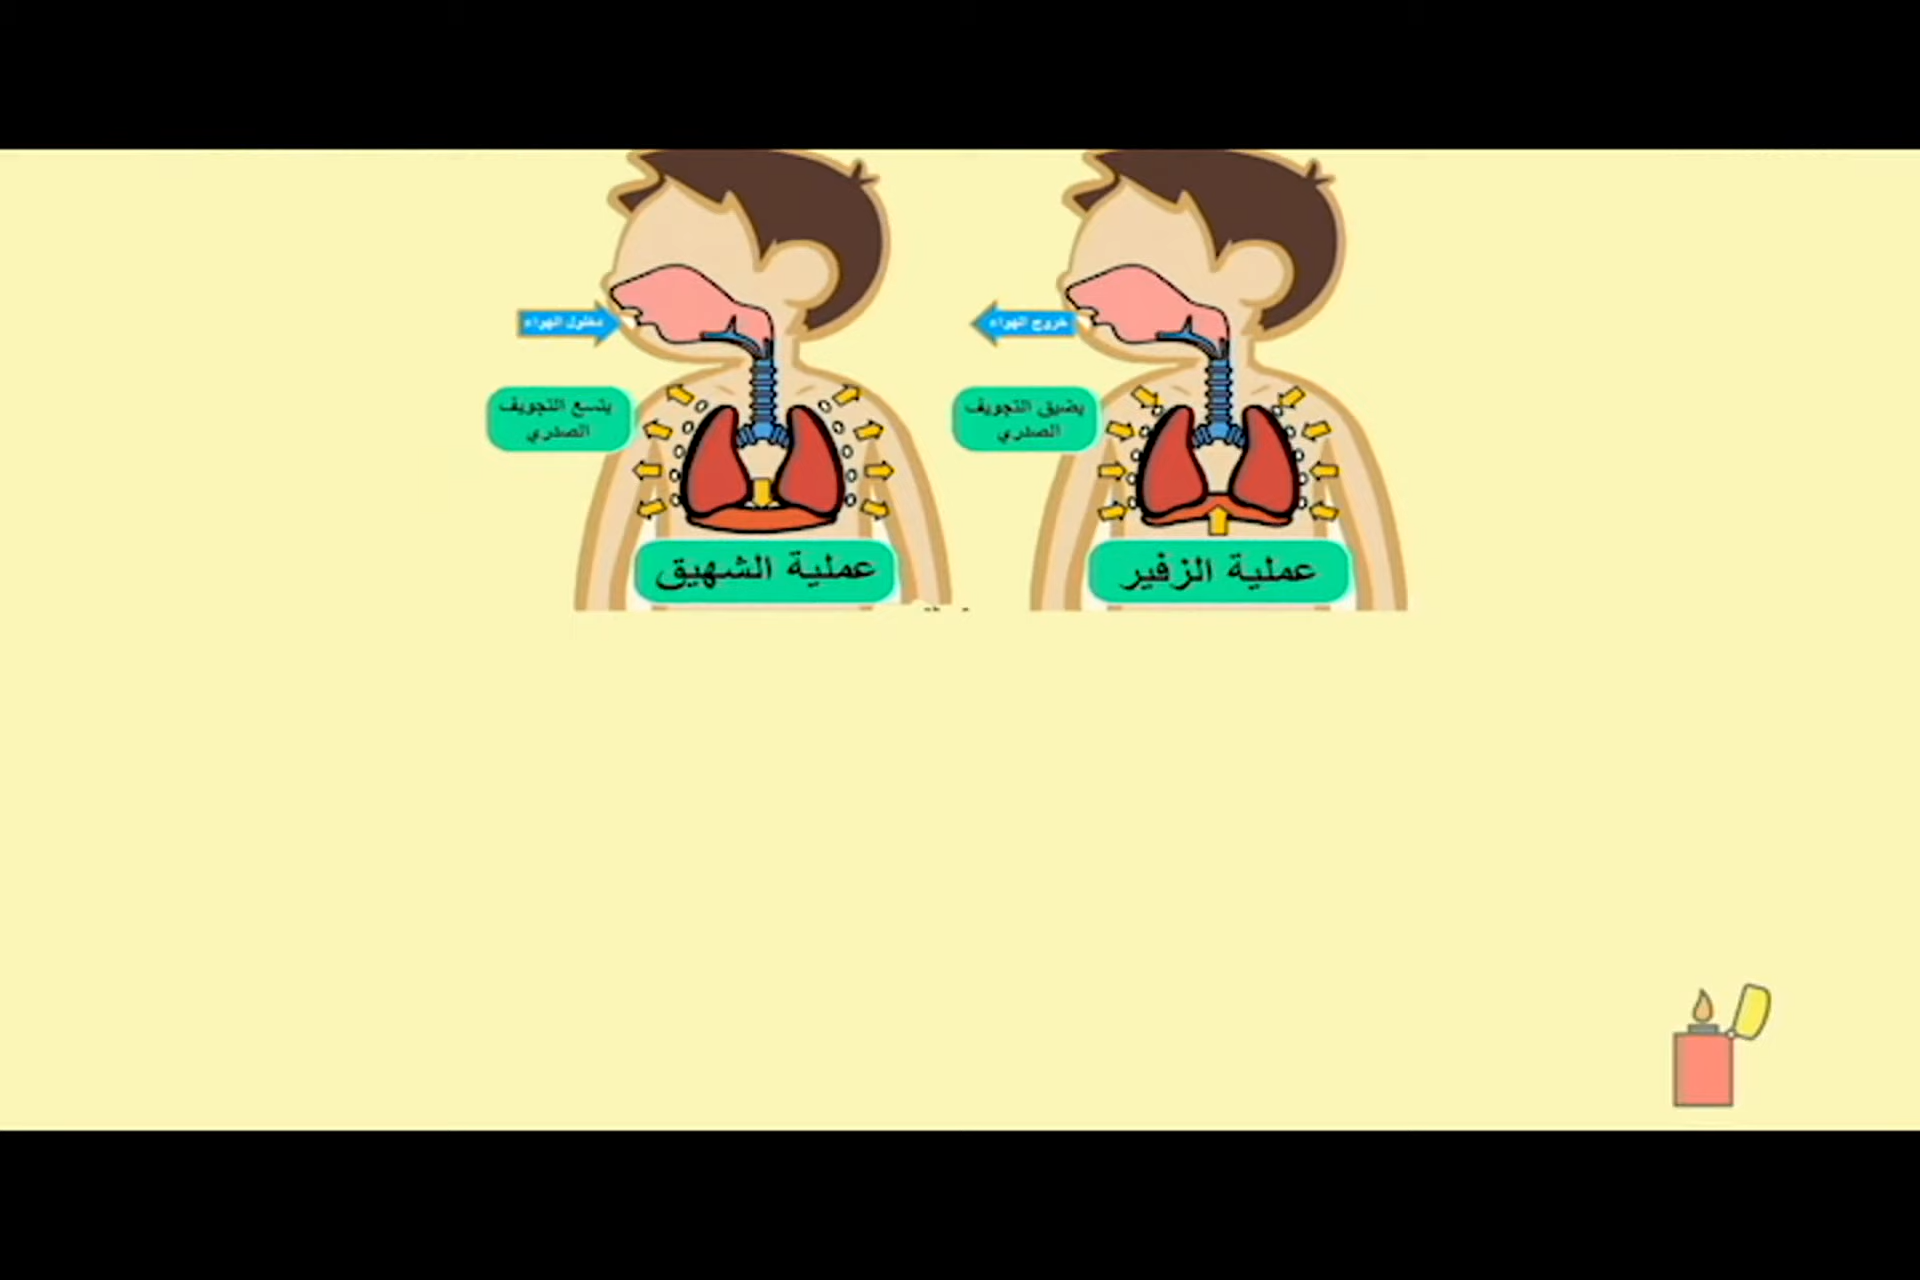 دخول الهواء
يتسع التجويف
الصدري
عملية الشهيق
خروج الهواء
يضيق التجويف
الصدري
عملية الزفير